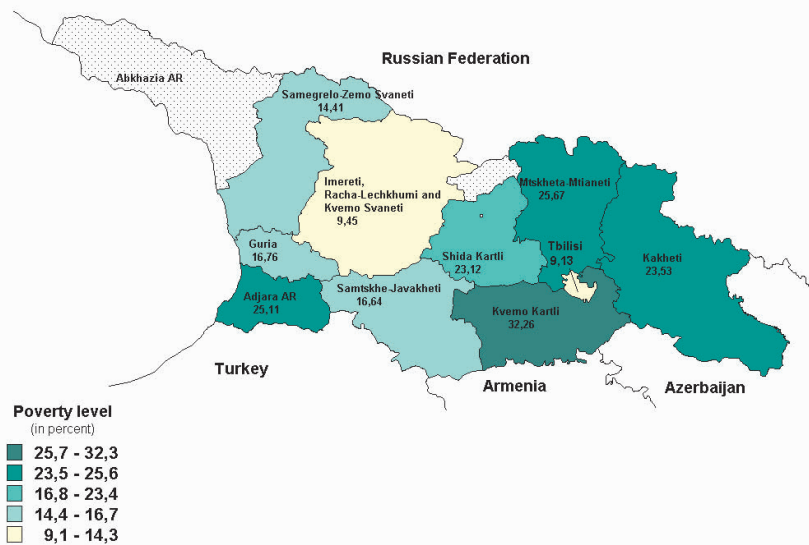 Russian Federation
Abkhazia AR
Samegrelo-Zemo Svaneti
14,41
Imereti,
Racha-Lechkhumi and
Kvemo Svaneti
9,45
Mtskheta-Mtianeti
25,67
Guria
16,76
Shida Kartli
23,12
Tbilisi
9,13
Kakheti
23,53
Adjara AR
25,11
Samtskhe-Javakheti
16,64
Kvemo Kartli
32,26
Turkey
Armenia
Azerbaijan
Poverty level
(in percent)
25,7 - 32,3
23,5 - 25,6
16,8 - 23,4
14,4 - 16,7
9,1 - 14,3